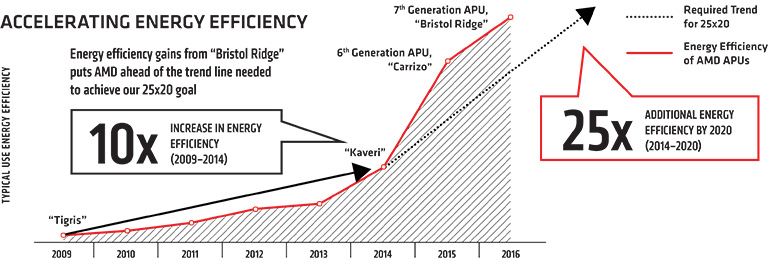 ACCELERATING ENERGY EFFICIENCY
Energy efficiency gains from “Bristol Ridge”
puts AMD ahead of the trend line needed
to achieve our 25x20 goal
7th Generation APU,
“Bristol Ridge”
6th Generation APU,
“Carrizo”
Required Trend
for 25x20
Energy Efficiency
of AMD APUs
10x
INCREASE IN ENERGY
EFFICIENCY
(2009–2014)
25x
ADDITIONAL ENERGY
EFFICIENCY BY 2020
(2014–2020)
“Kaveri”
“Tigris”
TYPICAL USE ENERGY EFFICIENCY
2009 2010 2011 2012 2013 2014 2015 2016